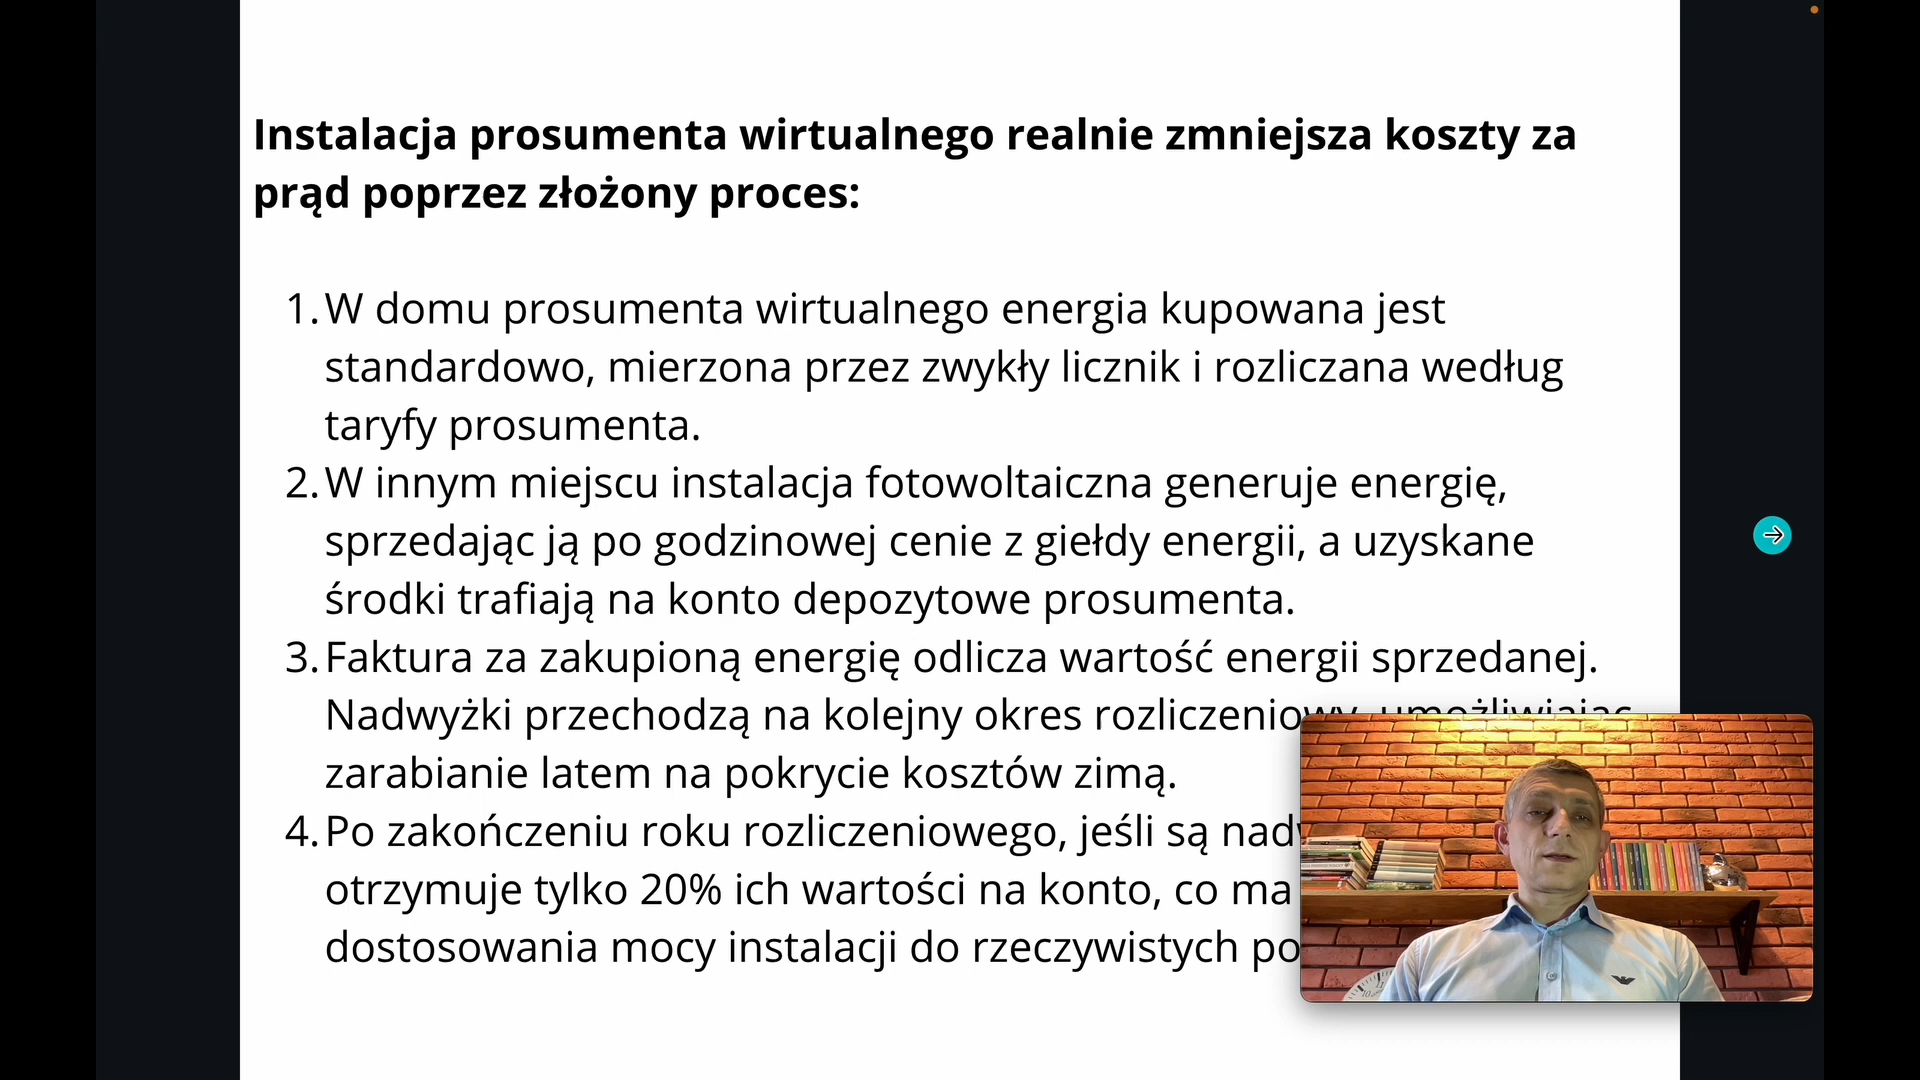 Instalacja prosumenta wirtualnego realnie zmniejsza koszty za
prąd poprzez złożony proces:
1. W domu prosumenta wirtualnego energia kupowana jest
standardowo, mierzona przez zwykły licznik i rozliczana według
taryfy prosumenta.
2. W innym miejscu instalacja fotowoltaiczna generuje energię,
sprzedając ją po godzinowej cenie z giełdy energii, a uzyskane
środki trafiają na konto depozytowe prosumenta.
3. Faktura za zakupioną energię odlicza wartość energii sprzedanej.
Nadwyżki przechodzą na kolejny okres rozliczeniowy, umożliwiając
zarabianie latem na pokrycie kosztów zimą.
4. Po zakończeniu roku rozliczeniowego, jeśli są
otrzymuje tylko 20% ich wartości na konto, co ma
dostosowania mocy instalacji do rzeczywistych